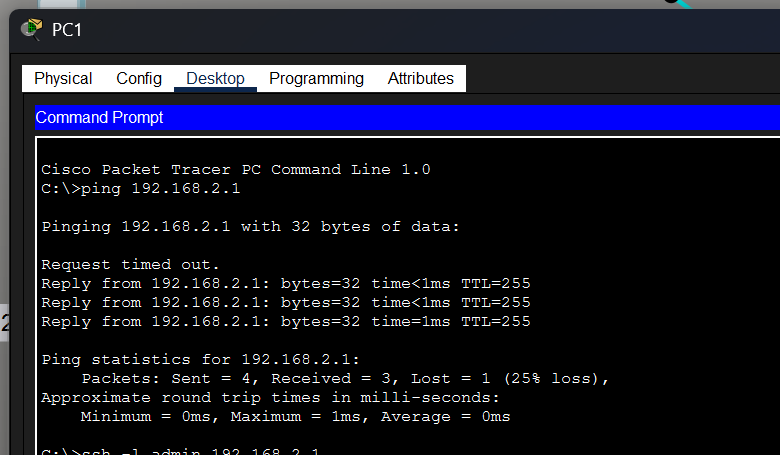 PC1
Physical Config Desktop Programming Attributes
Command Prompt
Cisco Packet Tracer PC Command Line 1.0
C:\>ping 192.168.2.1
Pinging 192.168.2.1 with 32 bytes of data:
Request timed out.
Reply from 192.168.2.1: bytes=32 time<1ms TTL=255
Reply from 192.168.2.1: bytes=32 time<1ms TTL=255
2
Reply from 192.168.2.1: bytes=32 time=1ms TTL=255
Ping statistics for 192.168.2.1:
Packets: Sent = 4, Received = 3, Lost = 1 (25% loss),
Approximate round trip times in milli-seconds:
Minimum = 0ms, Maximum = 1ms, Average = 0ms
C:\>ssh -l admin 192.168.2.1